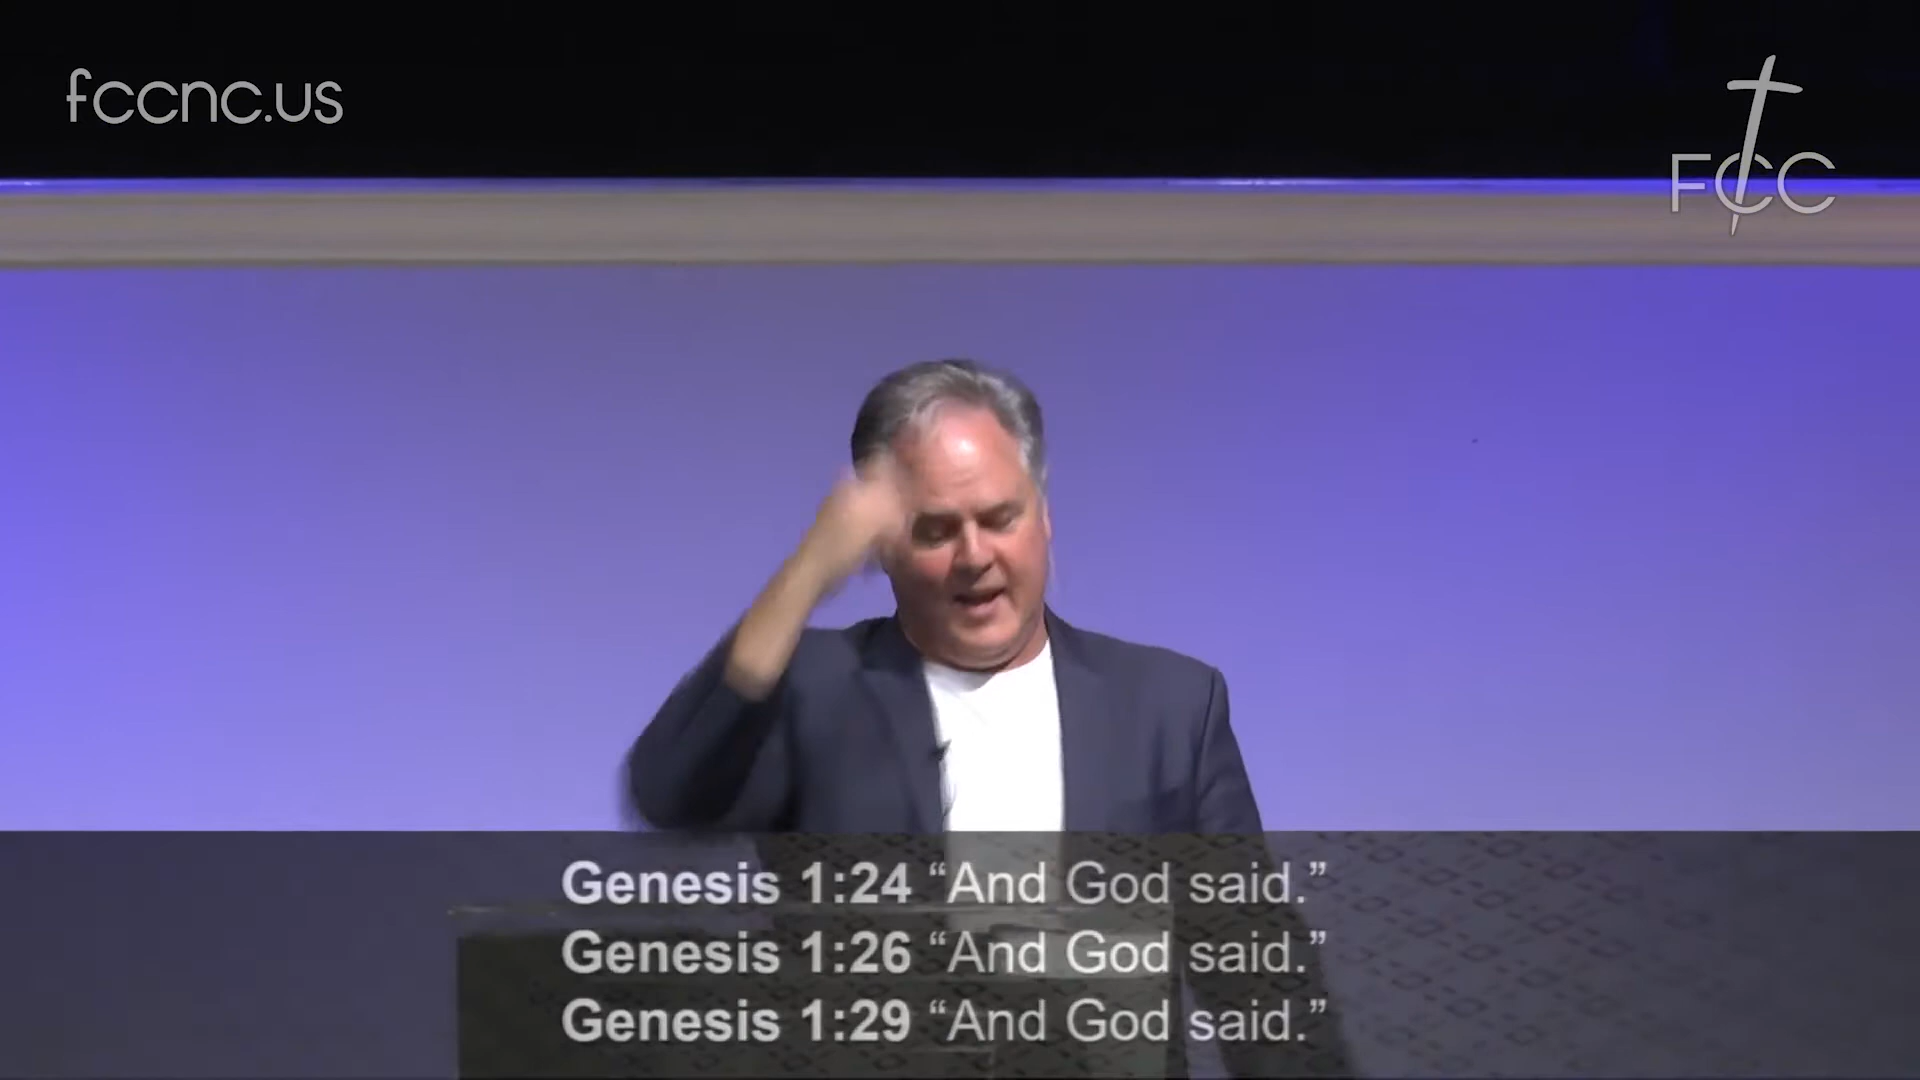 fccnc.us
FCC
Genesis 1:24 “And God said.”
Genesis 1:26 “And God said.”
Genesis 1:29 “And God said.”